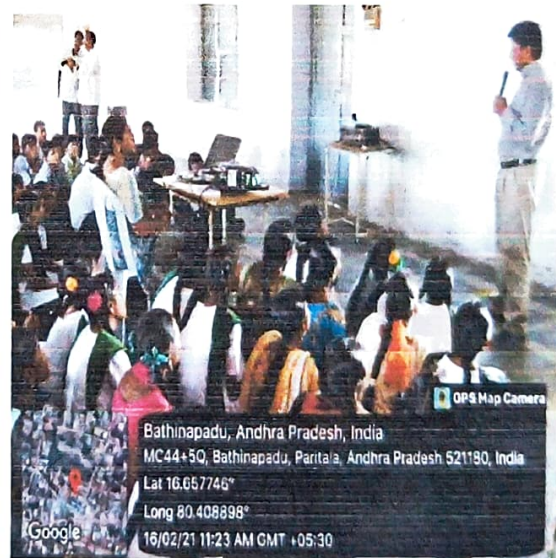 GPS Map Camera
Bathinapadu, Andhra Pradesh, India
MC44+5Q, Bathinapadu, Paritala, Andhra Pradesh 521180, India
Lat 16.657746°
Long 80.408898°
16/02/21 11:23 AM GMT +05:30
Google